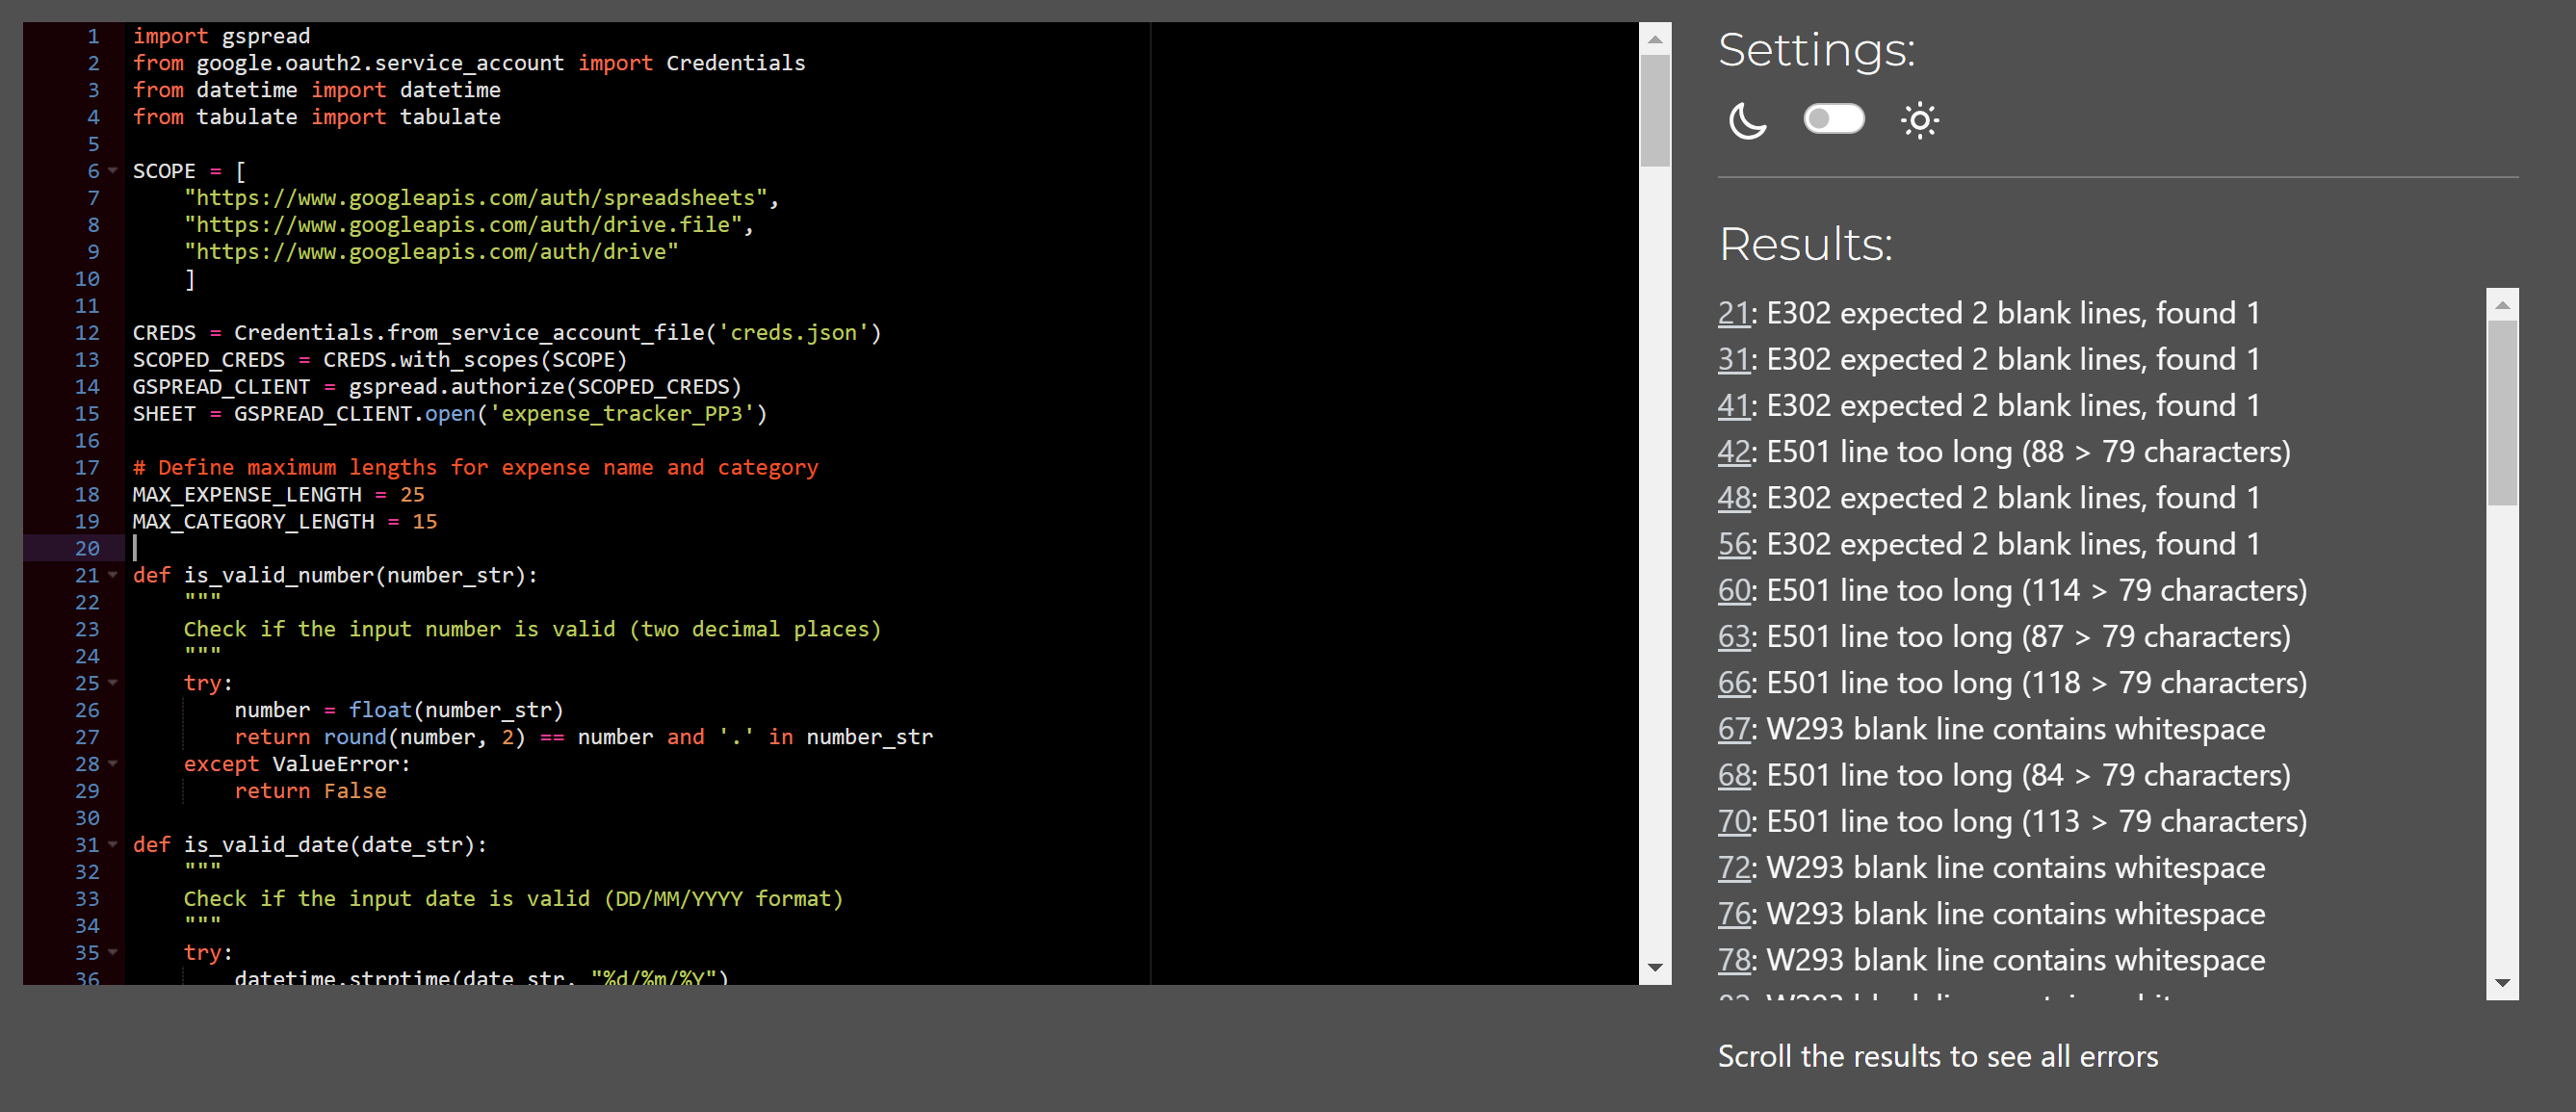 1 import gspread
2 from google.oauth2.service_account import Credentials
3 from datetime import datetime
4 from tabulate import tabulate
5
6 SCOPE = [
7     "https://www.googleapis.com/auth/spreadsheets",
8     "https://www.googleapis.com/auth/drive.file",
9     "https://www.googleapis.com/auth/drive"
10     ]
11
12 CREDS = Credentials.from_service_account_file('creds.json')
13 SCOPED_CREDS = CREDS.with_scopes(SCOPE)
14 GSPREAD_CLIENT = gspread.authorize(SCOPED_CREDS)
15 SHEET = GSPREAD_CLIENT.open('expense_tracker_PP3')
16
17 # Define maximum lengths for expense name and category
18 MAX_EXPENSE_LENGTH = 25
19 MAX_CATEGORY_LENGTH = 15
20
21 def is_valid_number(number_str):
22     """
23     Check if the input number is valid (two decimal places)
24     """
25     try:
26         number = float(number_str)
27         return round(number, 2) == number and '.' in number_str
28     except ValueError:
29         return False
30
31 def is_valid_date(date_str):
32     """
33     Check if the input date is valid (DD/MM/YYYY format)
34     """
35     try:
36         datetime.strptime(date_str, "%d/%m/%Y")
Settings:
Results:
21: E302 expected 2 blank lines, found 1
31: E302 expected 2 blank lines, found 1
41: E302 expected 2 blank lines, found 1
42: E501 line too long (88 > 79 characters)
48: E302 expected 2 blank lines, found 1
56: E302 expected 2 blank lines, found 1
60: E501 line too long (114 > 79 characters)
63: E501 line too long (87 > 79 characters)
66: E501 line too long (118 > 79 characters)
67: W293 blank line contains whitespace
68: E501 line too long (84 > 79 characters)
70: E501 line too long (113 > 79 characters)
72: W293 blank line contains whitespace
76: W293 blank line contains whitespace
78: W293 blank line contains whitespace
Scroll the results to see all errors